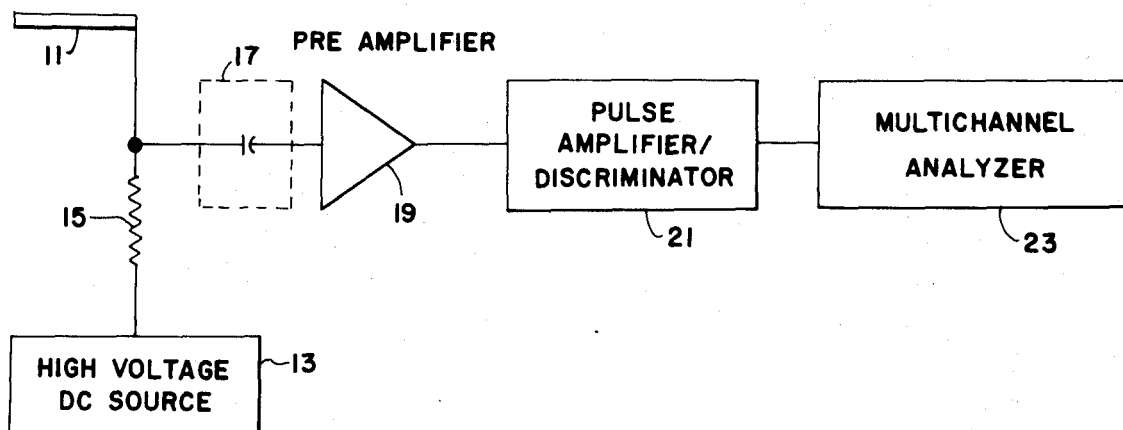 11
17
PRE AMPLIFIER
PULSE
AMPLIFIER/
DISCRIMINATOR
MULTICHANNEL
ANALYZER
15
19
21
23
HIGH VOLTAGE
DC SOURCE
13